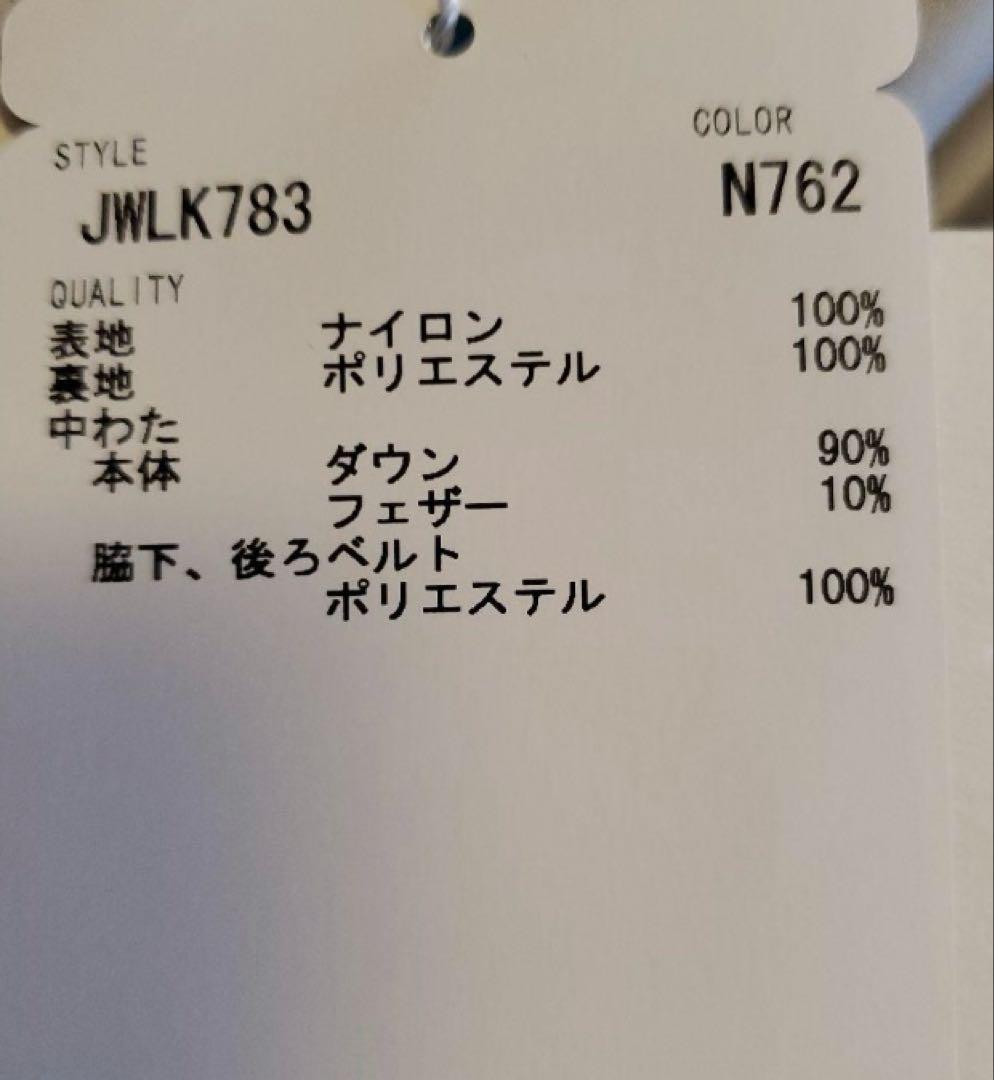 STYLE COLOR
JWLK783 N762
QUALITY
表地 ナイロン 100%
裏地 ポリエステル 100%
中わた
本体 ダウン 90%
フェザー 10%
脇下、後ろベルト
ポリエステル 100%